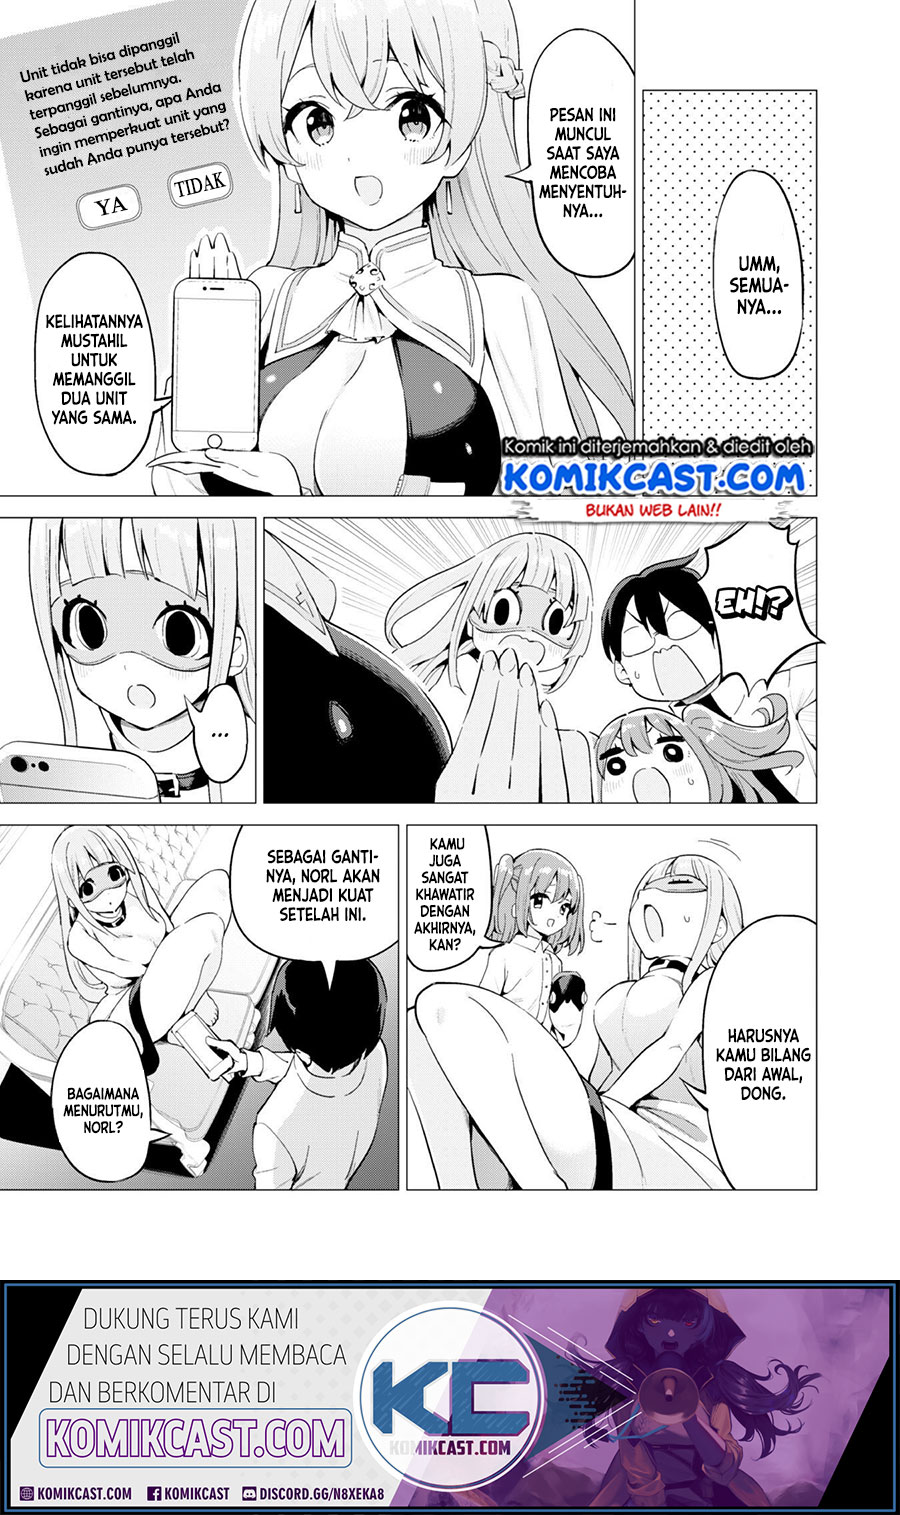 UMM,
SEMUA-
NYA...
PESAN INI
MUNCUL
SAAT SAYA
MENCOBA
MENYENTUH-
NYA...
Unit tidak bisa dipanggil
karena unit tersebut telah
terpanggil sebelumnya.
Sebagai gantinya, apa Anda
ingin memperkuat unit yang
sudah Anda punya tersebut?
YA
TIDAK
KELIHATANNYA
MUSTAHIL
UNTUK
MEMANGGIL
DUA UNIT
YANG SAMA.
Komik ini diterjemahkan & diedit oleh
KOMIKCAST.COM
BUKAN WEB LAIN!!
EH!?
...
HARUSNYA
KAMU BILANG
DARI AWAL,
DONG.
KAMU
JUGA
SANGAT
KHAWATIR
DENGAN
AKHIRNYA,
KAN?
SEBAGAI GANTI-
NYA, NORL AKAN
MENJADI KUAT
SETELAH INI.
BAGAIMANA
MENURUTMU,
NORL?
DUKUNG TERUS KAMI
DENGAN SELALU MEMBACA
DAN BERKOMENTAR DI
KOMIKCAST.COM
KC
KOMIKCAST.COM
KOMIKCAST.COM KOMIKCAST DISCORD.GG/N8XEKA8